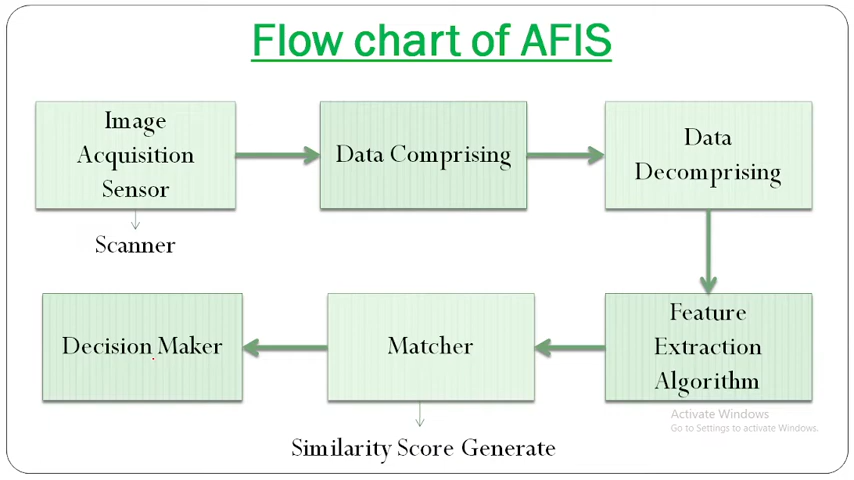 Flow chart of AFIS
Image
Acquisition
Sensor
Data Comprising
Data
Decomprising
Scanner
Decision Maker
Matcher
Feature
Extraction
Algorithm
Similarity Score Generate
Activate Windows
Go to Settings to activate Windows.